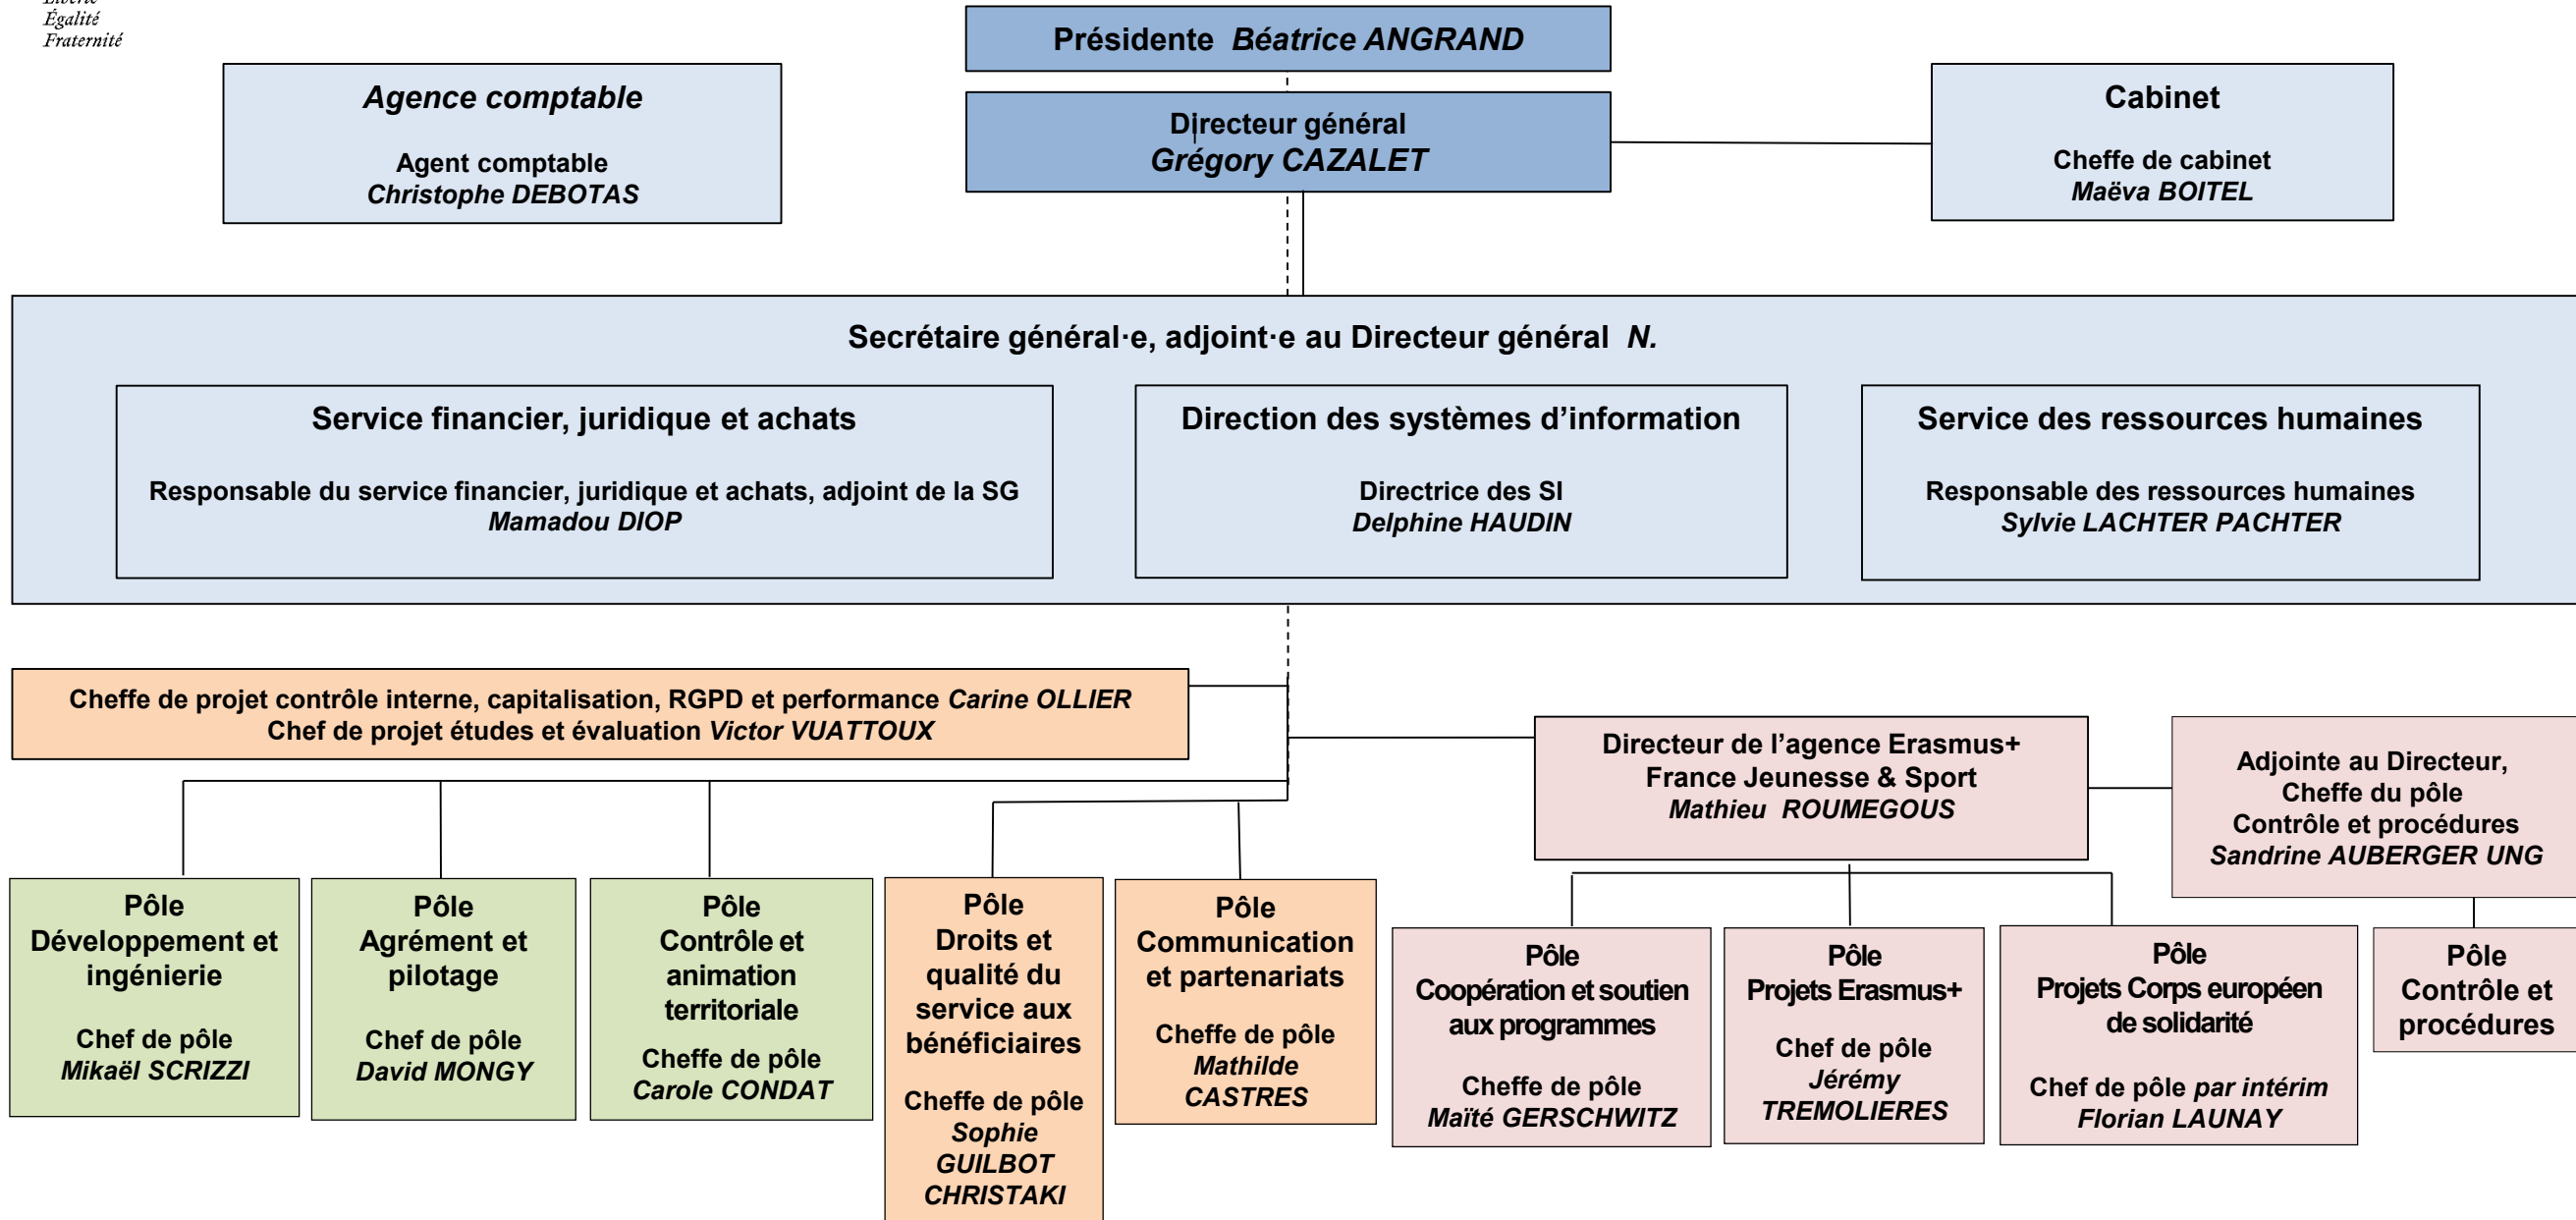 Égalité
Fraternité
Présidente Béatrice ANGRAND
Agence comptable
Agent comptable
Christophe DEBOTAS
Directeur général
Grégory CAZALET
Cabinet
Cheffe de cabinet
Maëva BOITEL
Secrétaire général·e, adjoint·e au Directeur général N.
Service financier, juridique et achats
Responsable du service financier, juridique et achats, adjoint de la SG
Mamadou DIOP
Direction des systèmes d’information
Directrice des SI
Delphine HAUDIN
Service des ressources humaines
Responsable des ressources humaines
Sylvie LACHTER PACHTER
Cheffe de projet contrôle interne, capitalisation, RGPD et performance Carine OLLIER
Chef de projet études et évaluation Victor VUATTOUX
Directeur de l’agence Erasmus+
France Jeunesse & Sport
Mathieu ROUMEGOUS
Adjointe au Directeur,
Cheffe du pôle
Contrôle et procédures
Sandrine AUBERGER UNG
Pôle
Développement et
ingénierie
Chef de pôle
Mikaël SCRIZZI
Pôle
Agrément et
pilotage
Chef de pôle
David MONGY
Pôle
Contrôle et
animation
territoriale
Cheffe de pôle
Carole CONDAT
Pôle
Droits et
qualité du
service aux
bénéficiaires
Cheffe de pôle
Sophie
GUILBOT
CHRISTAKI
Pôle
Communication
et partenariats
Cheffe de pôle
Mathilde
CASTRES
Pôle
Coopération et soutien
aux programmes
Cheffe de pôle
Maïté GERSCHWITZ
Pôle
Projets Erasmus+
Chef de pôle
Jérémy
TREMOLIERES
Pôle
Projets Corps européen
de solidarité
Chef de pôle par intérim
Florian LAUNAY
Pôle
Contrôle et
procédures